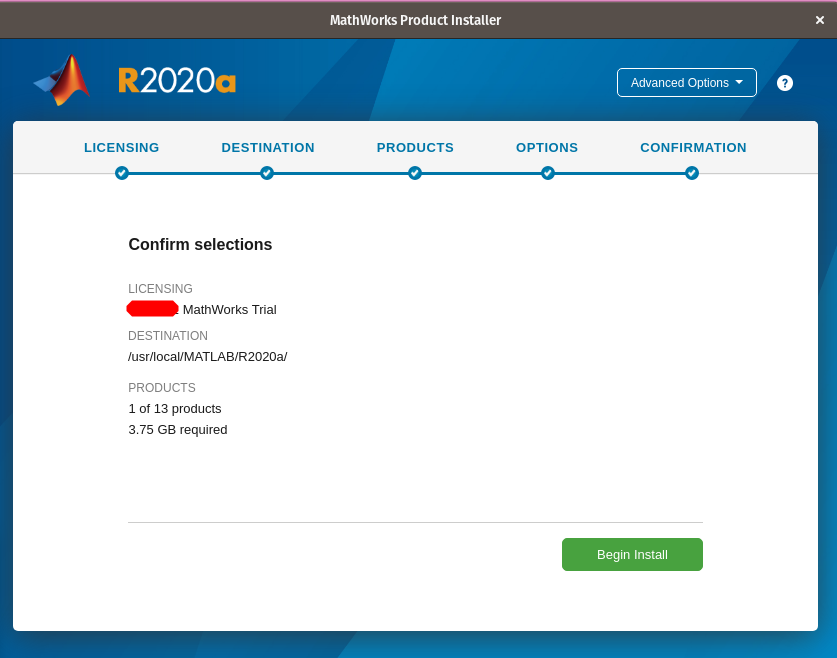 MathWorks Product Installer
×
R2020a
Advanced Options
?
LICENSING DESTINATION PRODUCTS OPTIONS CONFIRMATION
Confirm selections
LICENSING
MathWorks Trial
DESTINATION
/usr/local/MATLAB/R2020a/
PRODUCTS
1 of 13 products
3.75 GB required
Begin Install